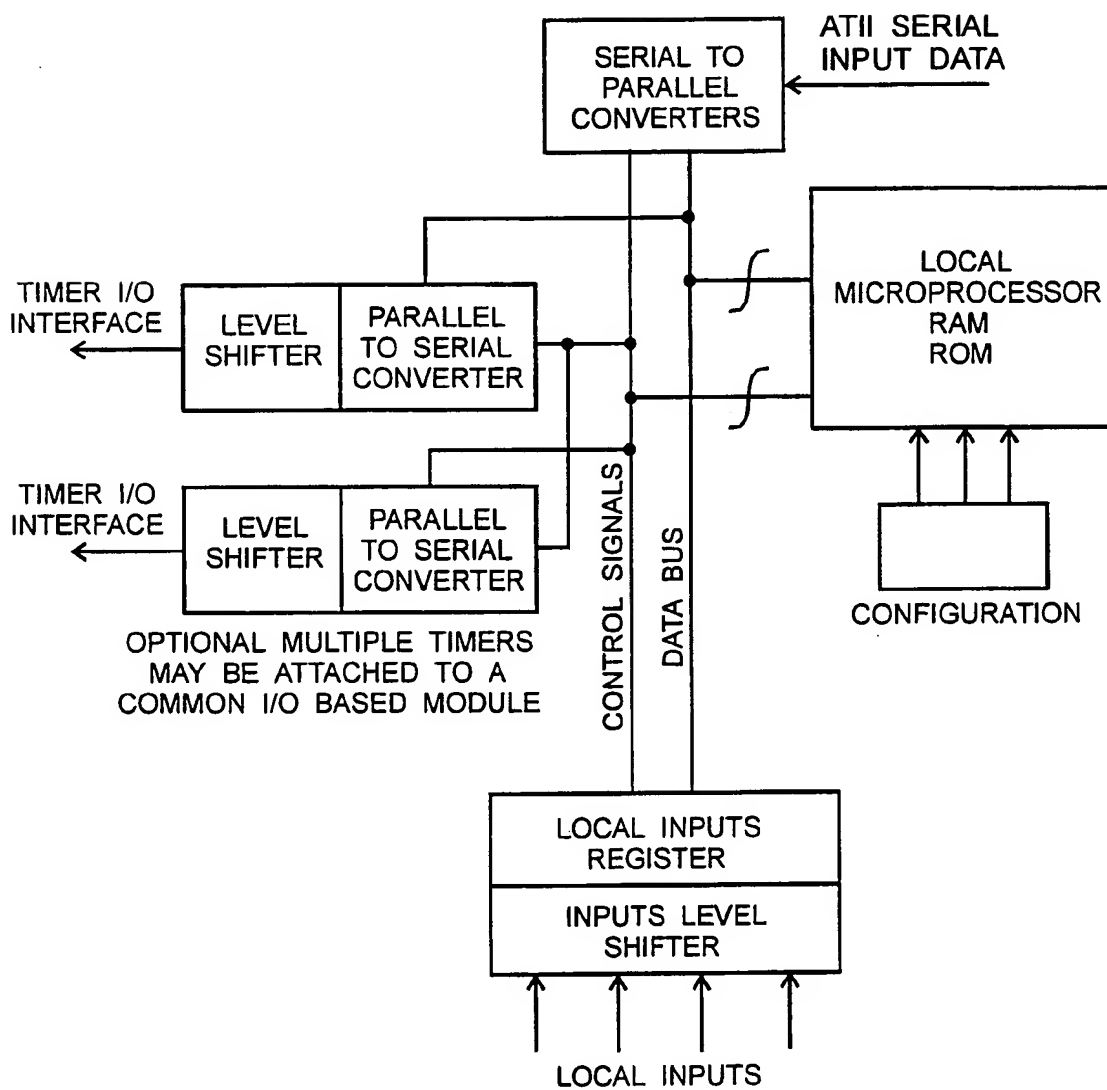 ATII SERIAL
INPUT DATA
SERIAL TO
PARALLEL
CONVERTERS
LOCAL
MICROPROCESSOR
RAM
ROM
TIMER I/O
INTERFACE
LEVEL
SHIFTER
PARALLEL
TO SERIAL
CONVERTER
TIMER I/O
INTERFACE
LEVEL
SHIFTER
PARALLEL
TO SERIAL
CONVERTER
OPTIONAL MULTIPLE TIMERS
MAY BE ATTACHED TO A
COMMON I/O BASED MODULE
CONTROL SIGNALS
DATA BUS
CONFIGURATION
LOCAL INPUTS
REGISTER
INPUTS LEVEL
SHIFTER
LOCAL INPUTS